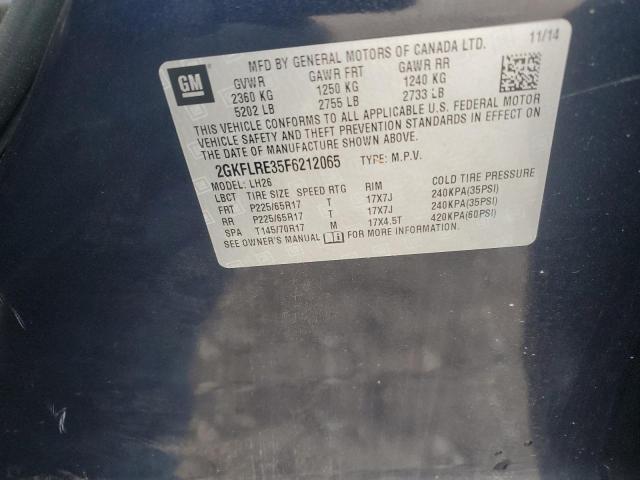 MFD BY GENERAL MOTORS OF CANADA LTD. 11/14
GM
GVWR GAWR FRT GAWR RR
2360 KG 1250 KG 1240 KG
5202 LB 2755 LB 2733 LB
THIS VEHICLE CONFORMS TO ALL APPLICABLE U.S. FEDERAL MOTOR
VEHICLE SAFETY AND THEFT PREVENTION STANDARDS IN EFFECT ON
THE DATE OF MANUFACTURE SHOWN ABOVE.
2GKFLRE35F6212065 TYPE: M.P.V.
MODEL: LH26
LBCT TIRE SIZE SPEED RTG RIM COLD TIRE PRESSURE
FRT P225/65R17 T 17X7J 240KPA(35PSI)
RR P225/65R17 T 17X7J 240KPA(35PSI)
SPA T145/70R17 M 17X4.5T 420KPA(60PSI)
SEE OWNER'S MANUAL FOR MORE INFORMATION.